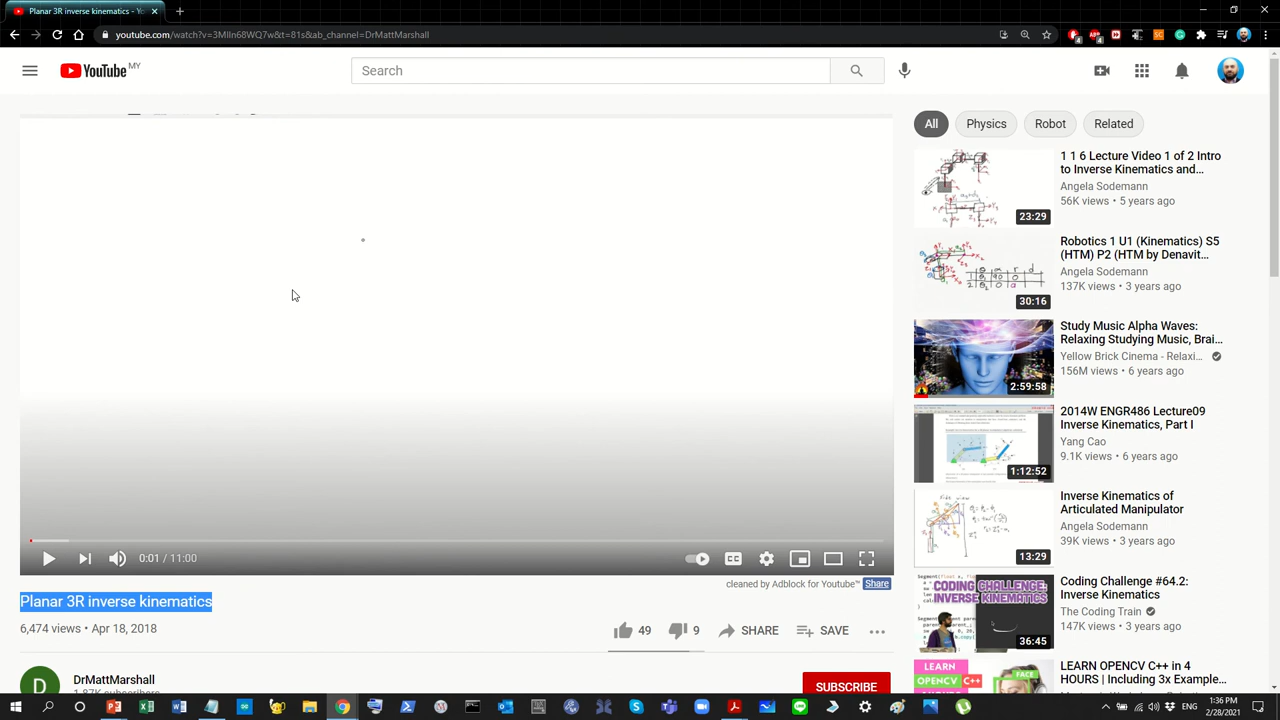 Planar 3R inverse kinematics - Yo
youtube.com/watch?v=3MIln68WQ7w&t=81s&ab_channel=DrMattMarshall
YouTube MY
Search
All
Physics
Robot
Related
1 1 6 Lecture Video 1 of 2 Intro
to Inverse Kinematics and...
Angela Sodemann
56K views • 5 years ago
23:29
Robotics 1 U1 (Kinematics) S5
(HTM) P2 (HTM by Denavit...
Angela Sodemann
137K views • 3 years ago
30:16
Study Music Alpha Waves:
Relaxing Studying Music, Brai...
Yellow Brick Cinema - Relaxi...
156M views • 6 years ago
2:59:58
2014W ENGR486 Lecture09
Inverse Kinematics, Part I
Yang Cao
9.1K views • 6 years ago
1:12:52
Inverse Kinematics of
Articulated Manipulator
Angela Sodemann
39K views • 3 years ago
13:29
CODING CHALLENGE
INVERSE KINEMATICS
Coding Challenge #64.2:
Inverse Kinematics
The Coding Train
147K views • 3 years ago
36:45
LEARN
OPENCV C++
FACE
LEARN OPENCV C++ in 4
HOURS | Including 3x Example...
0:01 / 11:00
CC
cleaned by Adblock for Youtube™ Share
Planar 3R inverse kinematics
6,474 views • Apr 18, 2018
49
9
SHARE
SAVE
D
DrMattMarshall
1.87K subscribers
SUBSCRIBE
ENG
1:36 PM
2/28/2021